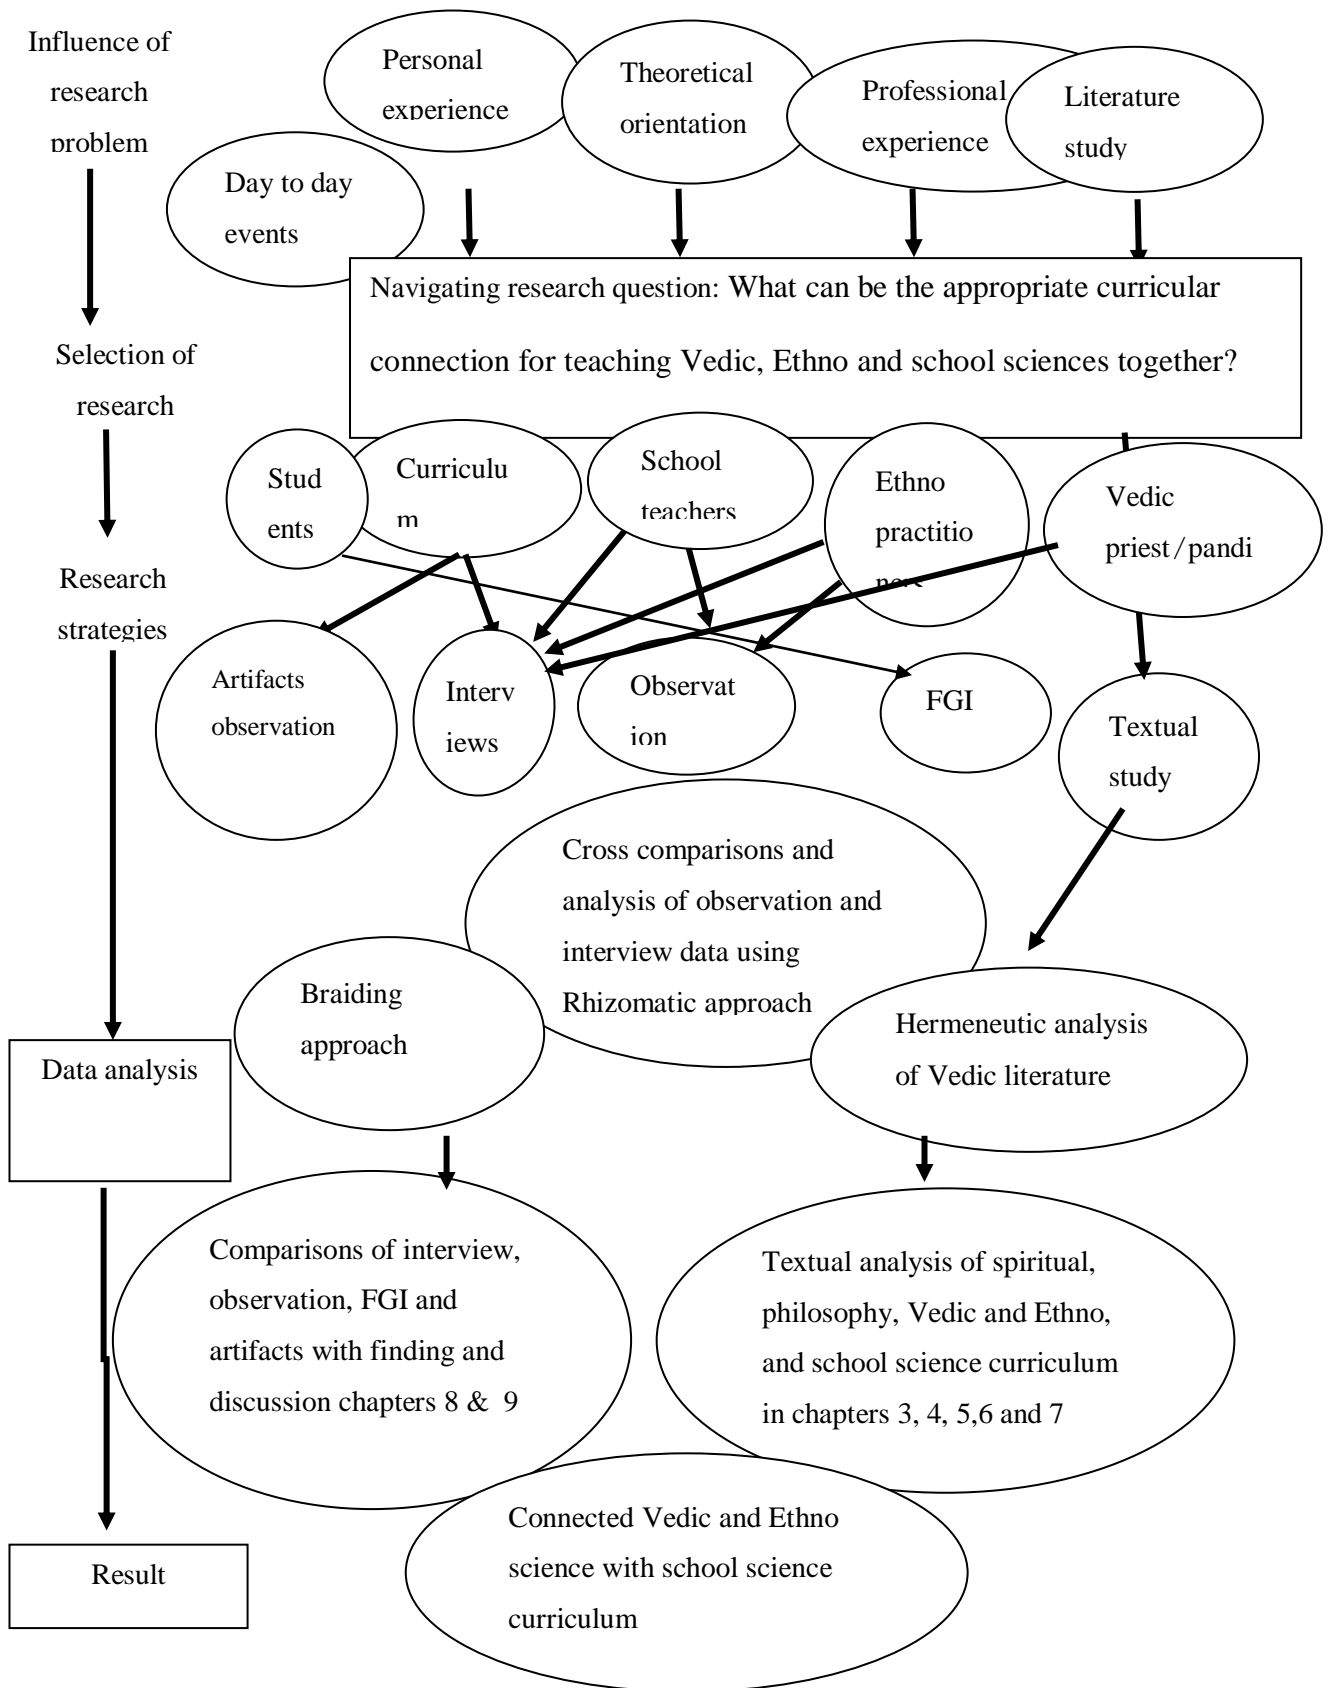 Influence of
research
problem
Personal
experience
Theoretical
orientation
Professional
experience
Literature
study
Day to day
events
Navigating research question: What can be the appropriate curricular
connection for teaching Vedic, Ethno and school sciences together?
Selection of
research
Stud
ents
Curriculu
m
School
teachers
Ethno
practitio
ners
Vedic
priest/pandi
Research
strategies
Artifacts
observation
Interv
iews
Observat
ion
FGI
Textual
study
Cross comparisons and
analysis of observation and
interview data using
Rhizomatic approach
Braiding
approach
Hermeneutic analysis
of Vedic literature
Data analysis
Comparisons of interview,
observation, FGI and
artifacts with finding and
discussion chapters 8 & 9
Textual analysis of spiritual,
philosophy, Vedic and Ethno,
and school science curriculum
in chapters 3, 4, 5,6 and 7
Connected Vedic and Ethno
science with school science
curriculum
Result